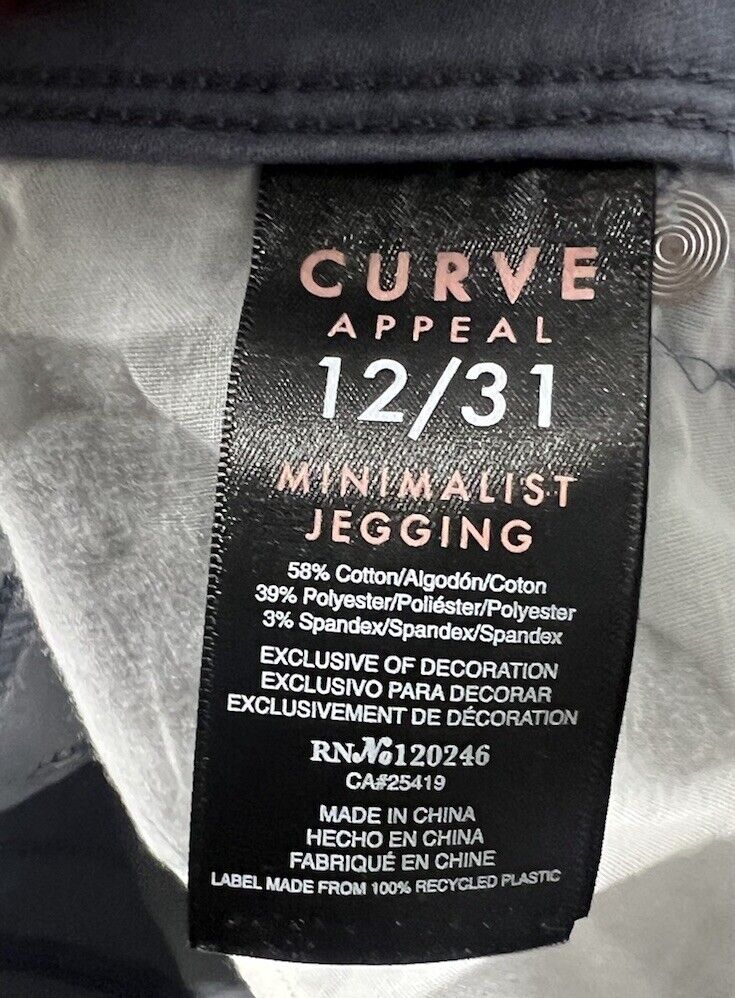 CURVE
APPEAL
12/31
MINIMALIST
JEGGING
58% Cotton/Algodón/Coton
39% Polyester/Poliéster/Polyester
3% Spandex/Spandex/Spandex
EXCLUSIVE OF DECORATION
EXCLUSIVO PARA DECORAR
EXCLUSIVEMENT DE DÉCORATION
RN№120246
CA#25419
MADE IN CHINA
HECHO EN CHINA
FABRIQUÉ EN CHINE
LABEL MADE FROM 100% RECYCLED PLASTIC